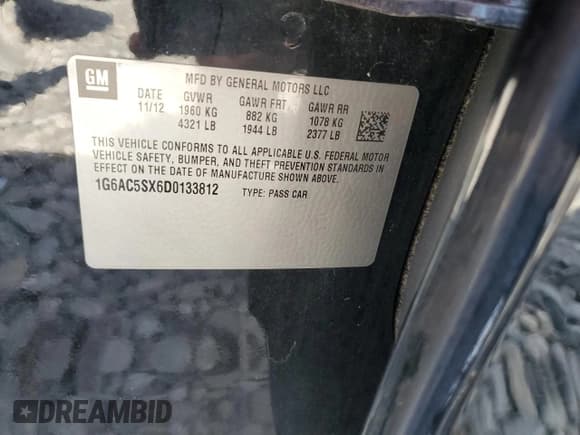 GM
MFD BY GENERAL MOTORS LLC
DATE GVWR GAWR FRT GAWR RR
11/12 1960 KG 882 KG 1078 KG
4321 LB 1944 LB 2377 LB
THIS VEHICLE CONFORMS TO ALL APPLICABLE U.S. FEDERAL MOTOR
VEHICLE SAFETY, BUMPER, AND THEFT PREVENTION STANDARDS IN
EFFECT ON THE DATE OF MANUFACTURE SHOWN ABOVE.
1G6AC5SX6D0133812 TYPE: PASS CAR
DREAMBID